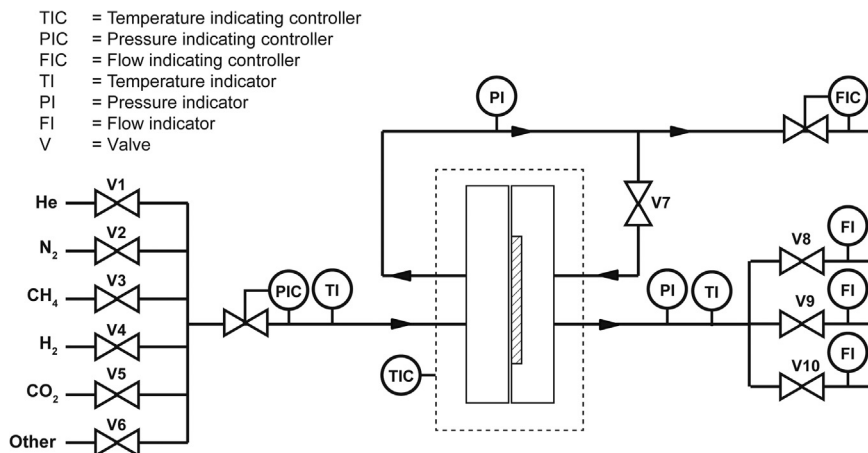 TIC = Temperature indicating controller
PIC = Pressure indicating controller
FIC = Flow indicating controller
TI = Temperature indicator
PI = Pressure indicator
FI = Flow indicator
V = Valve
PI
FIC
He
V1
V7
N₂
V2
V8
FI
CH₄
V3
PIC
TI
PI
TI
V9
FI
H₂
V4
TIC
V10
FI
CO₂
V5
Other
V6